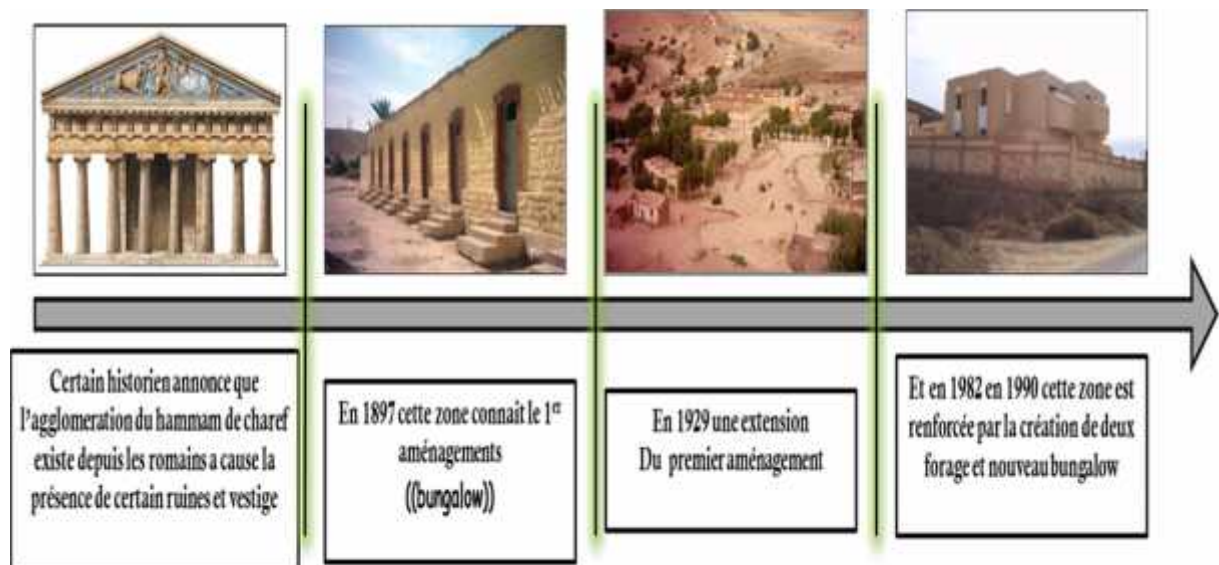 Certain historien annonce que
l'agglomeration du hammam de charef
existe depuis les romains a cause la
présence de certain ruines et vestige
En 1897 cette zone connaît le 1er
aménagements
((bungalow))
En 1929 une extension
Du premier aménagement
Et en 1982 en 1990 cette zone est
renforcée par la création de deux
forage et nouveau bungalow